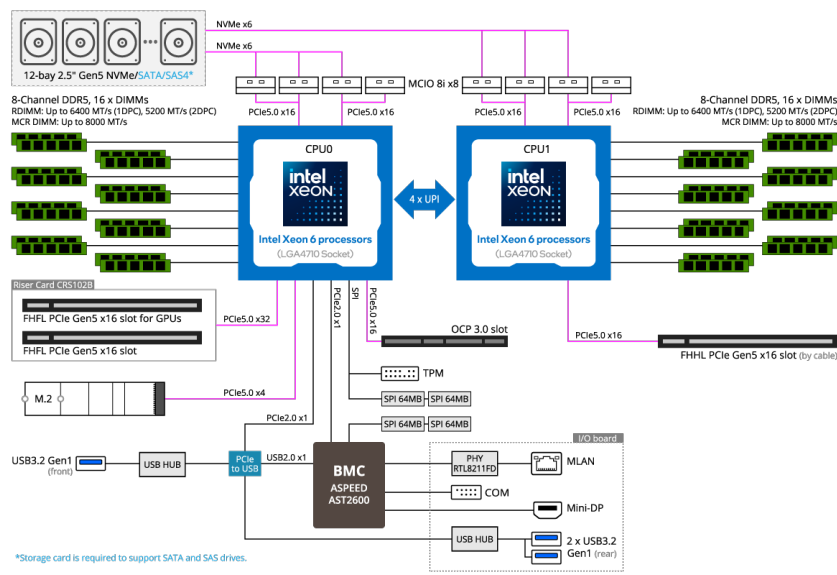 NVMe x6
NVMe x6
12-bay 2.5" Gen5 NVMe/SATA/SAS4*
MCIO 8i x8
8-Channel DDR5, 16 x DIMMs
RDIMM: Up to 6400 MT/s (1DPC), 5200 MT/s (2DPC)
MCR DIMM: Up to 8000 MT/s
PCIe5.0 x16
PCIe5.0 x16
PCIe5.0 x16
PCIe5.0 x16
8-Channel DDR5, 16 x DIMMs
RDIMM: Up to 6400 MT/s (1DPC), 5200 MT/s (2DPC)
MCR DIMM: Up to 8000 MT/s
CPU0
intel
XEON
Intel Xeon 6 processors
(LGA4710 Socket)
4 x UPI
CPU1
intel
XEON
Intel Xeon 6 processors
(LGA4710 Socket)
Riser Card CRS102B
FHFL PCIe Gen5 x16 slot for GPUs
FHFL PCIe Gen5 x16 slot
PCIe5.0 x32
PCIe2.0 x1
SPI
PCIe5.0 x16
OCP 3.0 slot
PCIe5.0 x16
FHHL PCIe Gen5 x16 slot (by cable)
M.2
PCIe5.0 x4
TPM
SPI 64MB
SPI 64MB
SPI 64MB
SPI 64MB
PCIe2.0 x1
USB3.2 Gen1
(front)
USB HUB
PCIe
to USB
USB2.0 x1
BMC
ASPEED
AST2600
I/O board
PHY
RTL8211FD
MLAN
COM
Mini-DP
USB HUB
2 x USB3.2
Gen1 (rear)
*Storage card is required to support SATA and SAS drives.